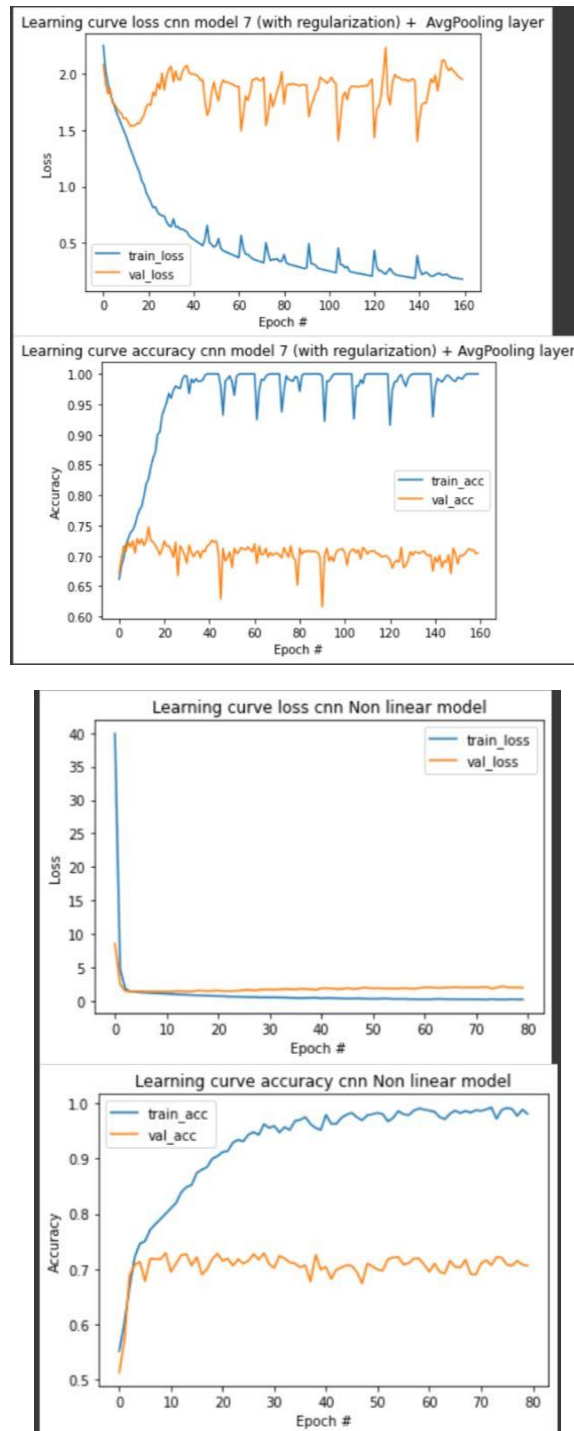 Learning curve loss cnn model 7 (with regularization) + AvgPooling layer
2.0
1.5
1.0
0.5
Loss
train_loss
val_loss
0 20 40 60 80 100 120 140 160
Epoch #
Learning curve accuracy cnn model 7 (with regularization) + AvgPooling layer
1.00
0.95
0.90
0.85
0.80
0.75
0.70
0.65
0.60
Accuracy
train_acc
val_acc
0 20 40 60 80 100 120 140 160
Epoch #
Learning curve loss cnn Non linear model
40
35
30
25
20
15
10
5
0
Loss
train_loss
val_loss
0 10 20 30 40 50 60 70 80
Epoch #
Learning curve accuracy cnn Non linear model
1.0
0.9
0.8
0.7
0.6
0.5
Accuracy
train_acc
val_acc
0 10 20 30 40 50 60 70 80
Epoch #